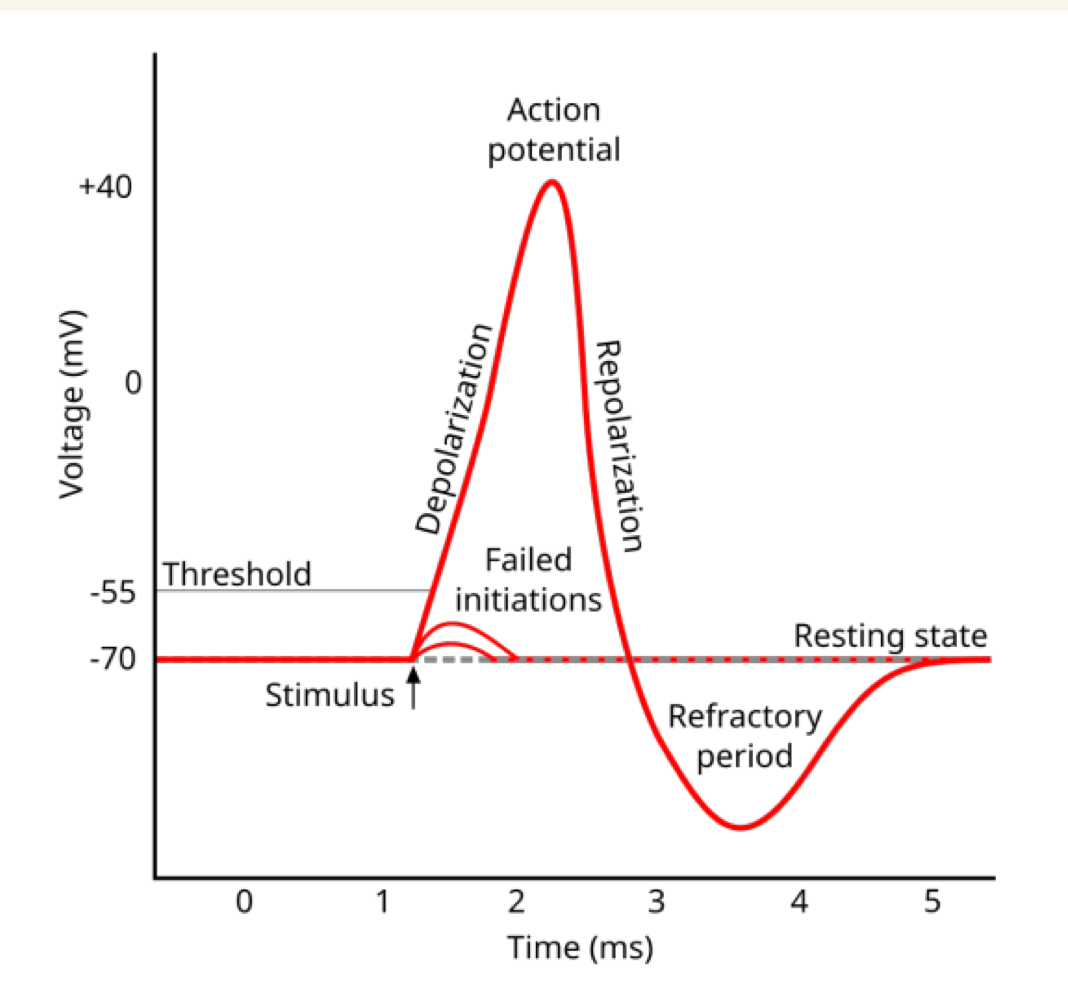 Action
potential
+40
Voltage (mV)
Depolarization
Repolarization
0
Failed
initiations
Threshold
-55
Resting state
-70
Stimulus
Refractory
period
0 1 2 3 4 5
Time (ms)